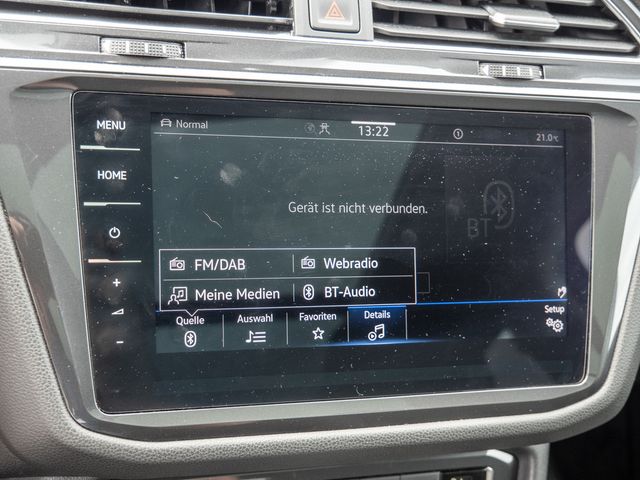 MENU
HOME
Normal
13:22
21.0°C
Gerät ist nicht verbunden.
BT
FM/DAB
Webradio
Meine Medien
BT-Audio
Quelle
Auswahl
Favoriten
Details
Setup